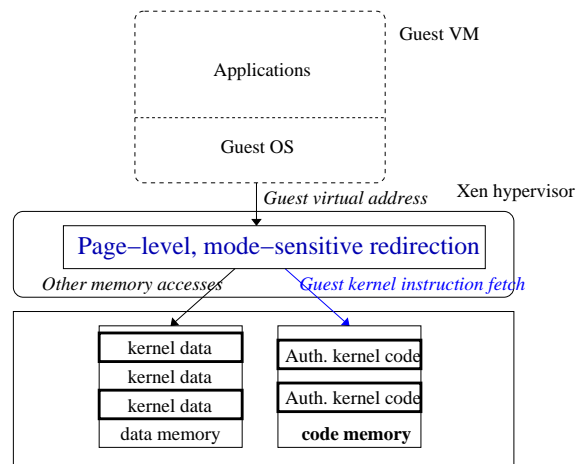 Guest VM
Applications
Guest OS
Guest virtual address
Xen hypervisor
Page−level, mode−sensitive redirection
Other memory accesses
Guest kernel instruction fetch
kernel data
kernel data
kernel data
data memory
Auth. kernel code
Auth. kernel code
code memory